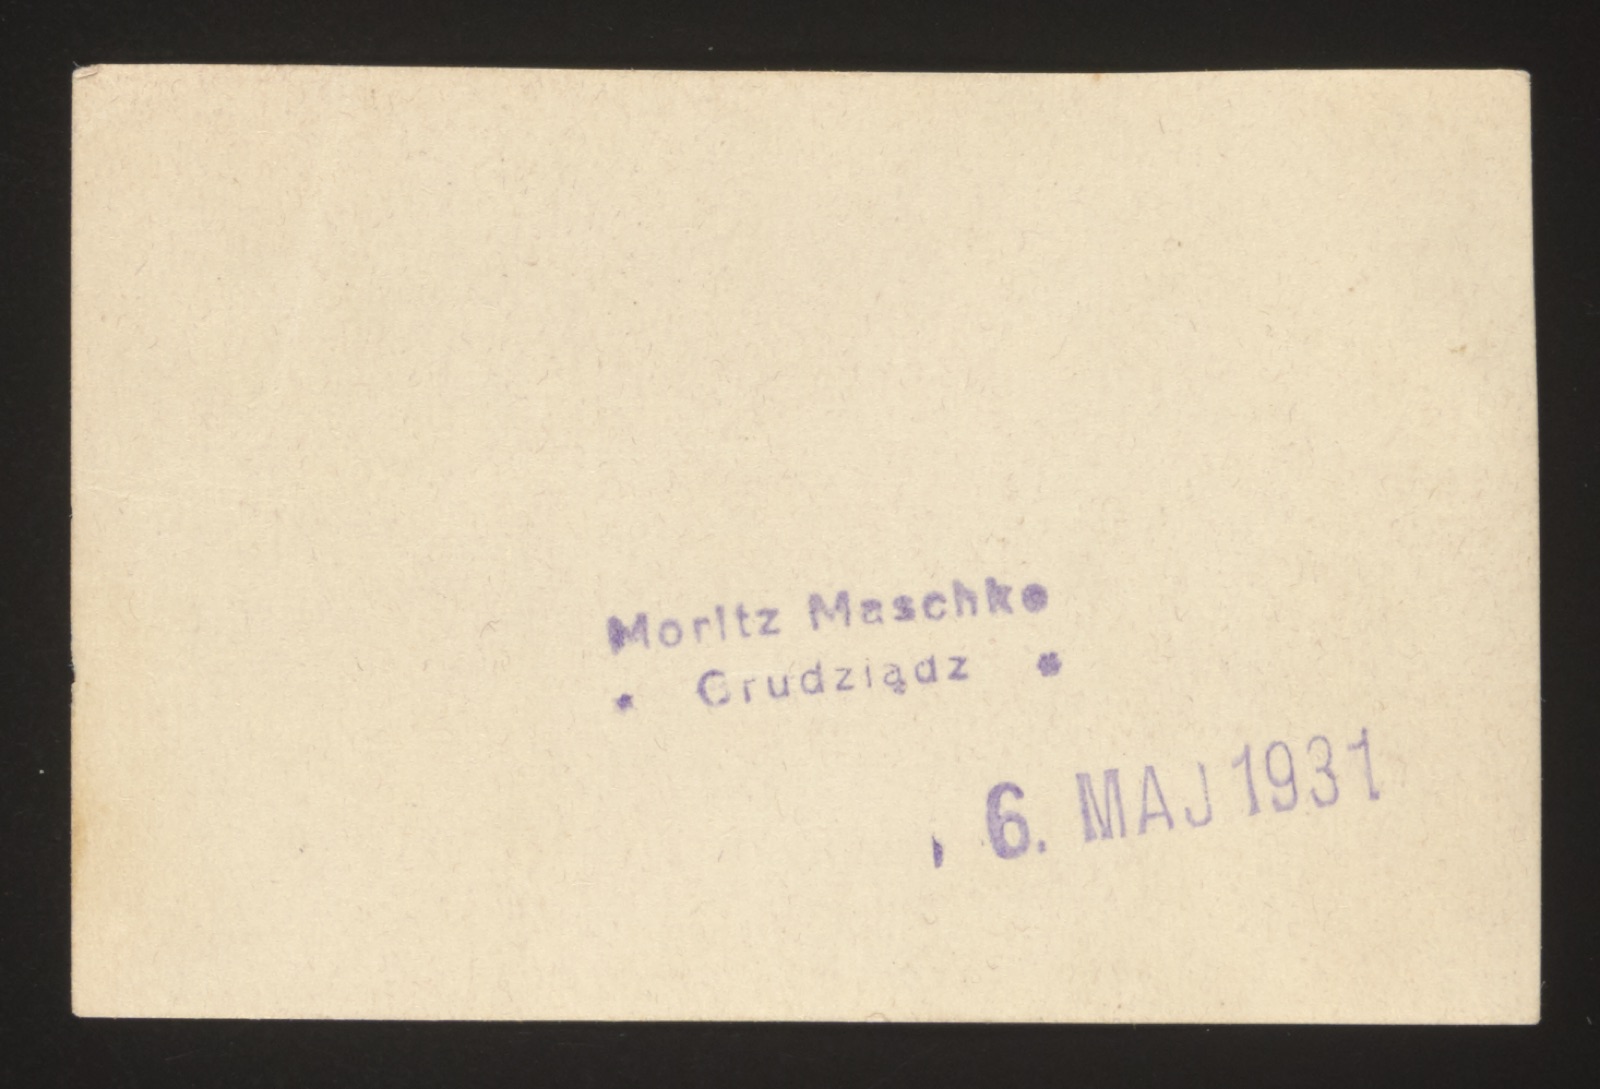 Moritz Maschke
• Grudziądz •
6. MAJ 1931